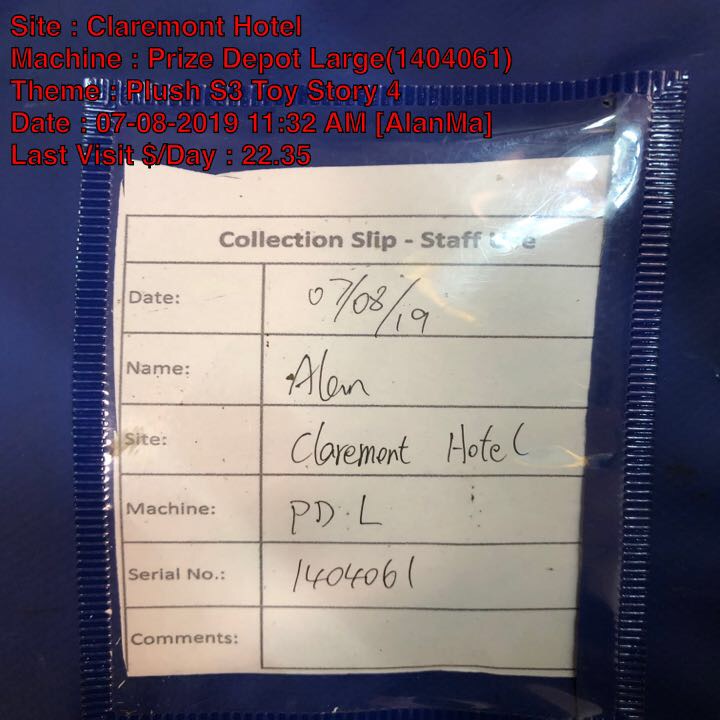 Site : Claremont Hotel
Machine : Prize Depot Large(1404061)
Theme : Plush S3 Toy Story 4
Date : 07-08-2019 11:32 AM [AlanMa]
Last Visit $/Day : 22.35
Collection Slip - Staff Use
Date: 07/08/19
Name: Alan
Site: Claremont Hotel
Machine: PD.L
Serial No.: 1404061
Comments: